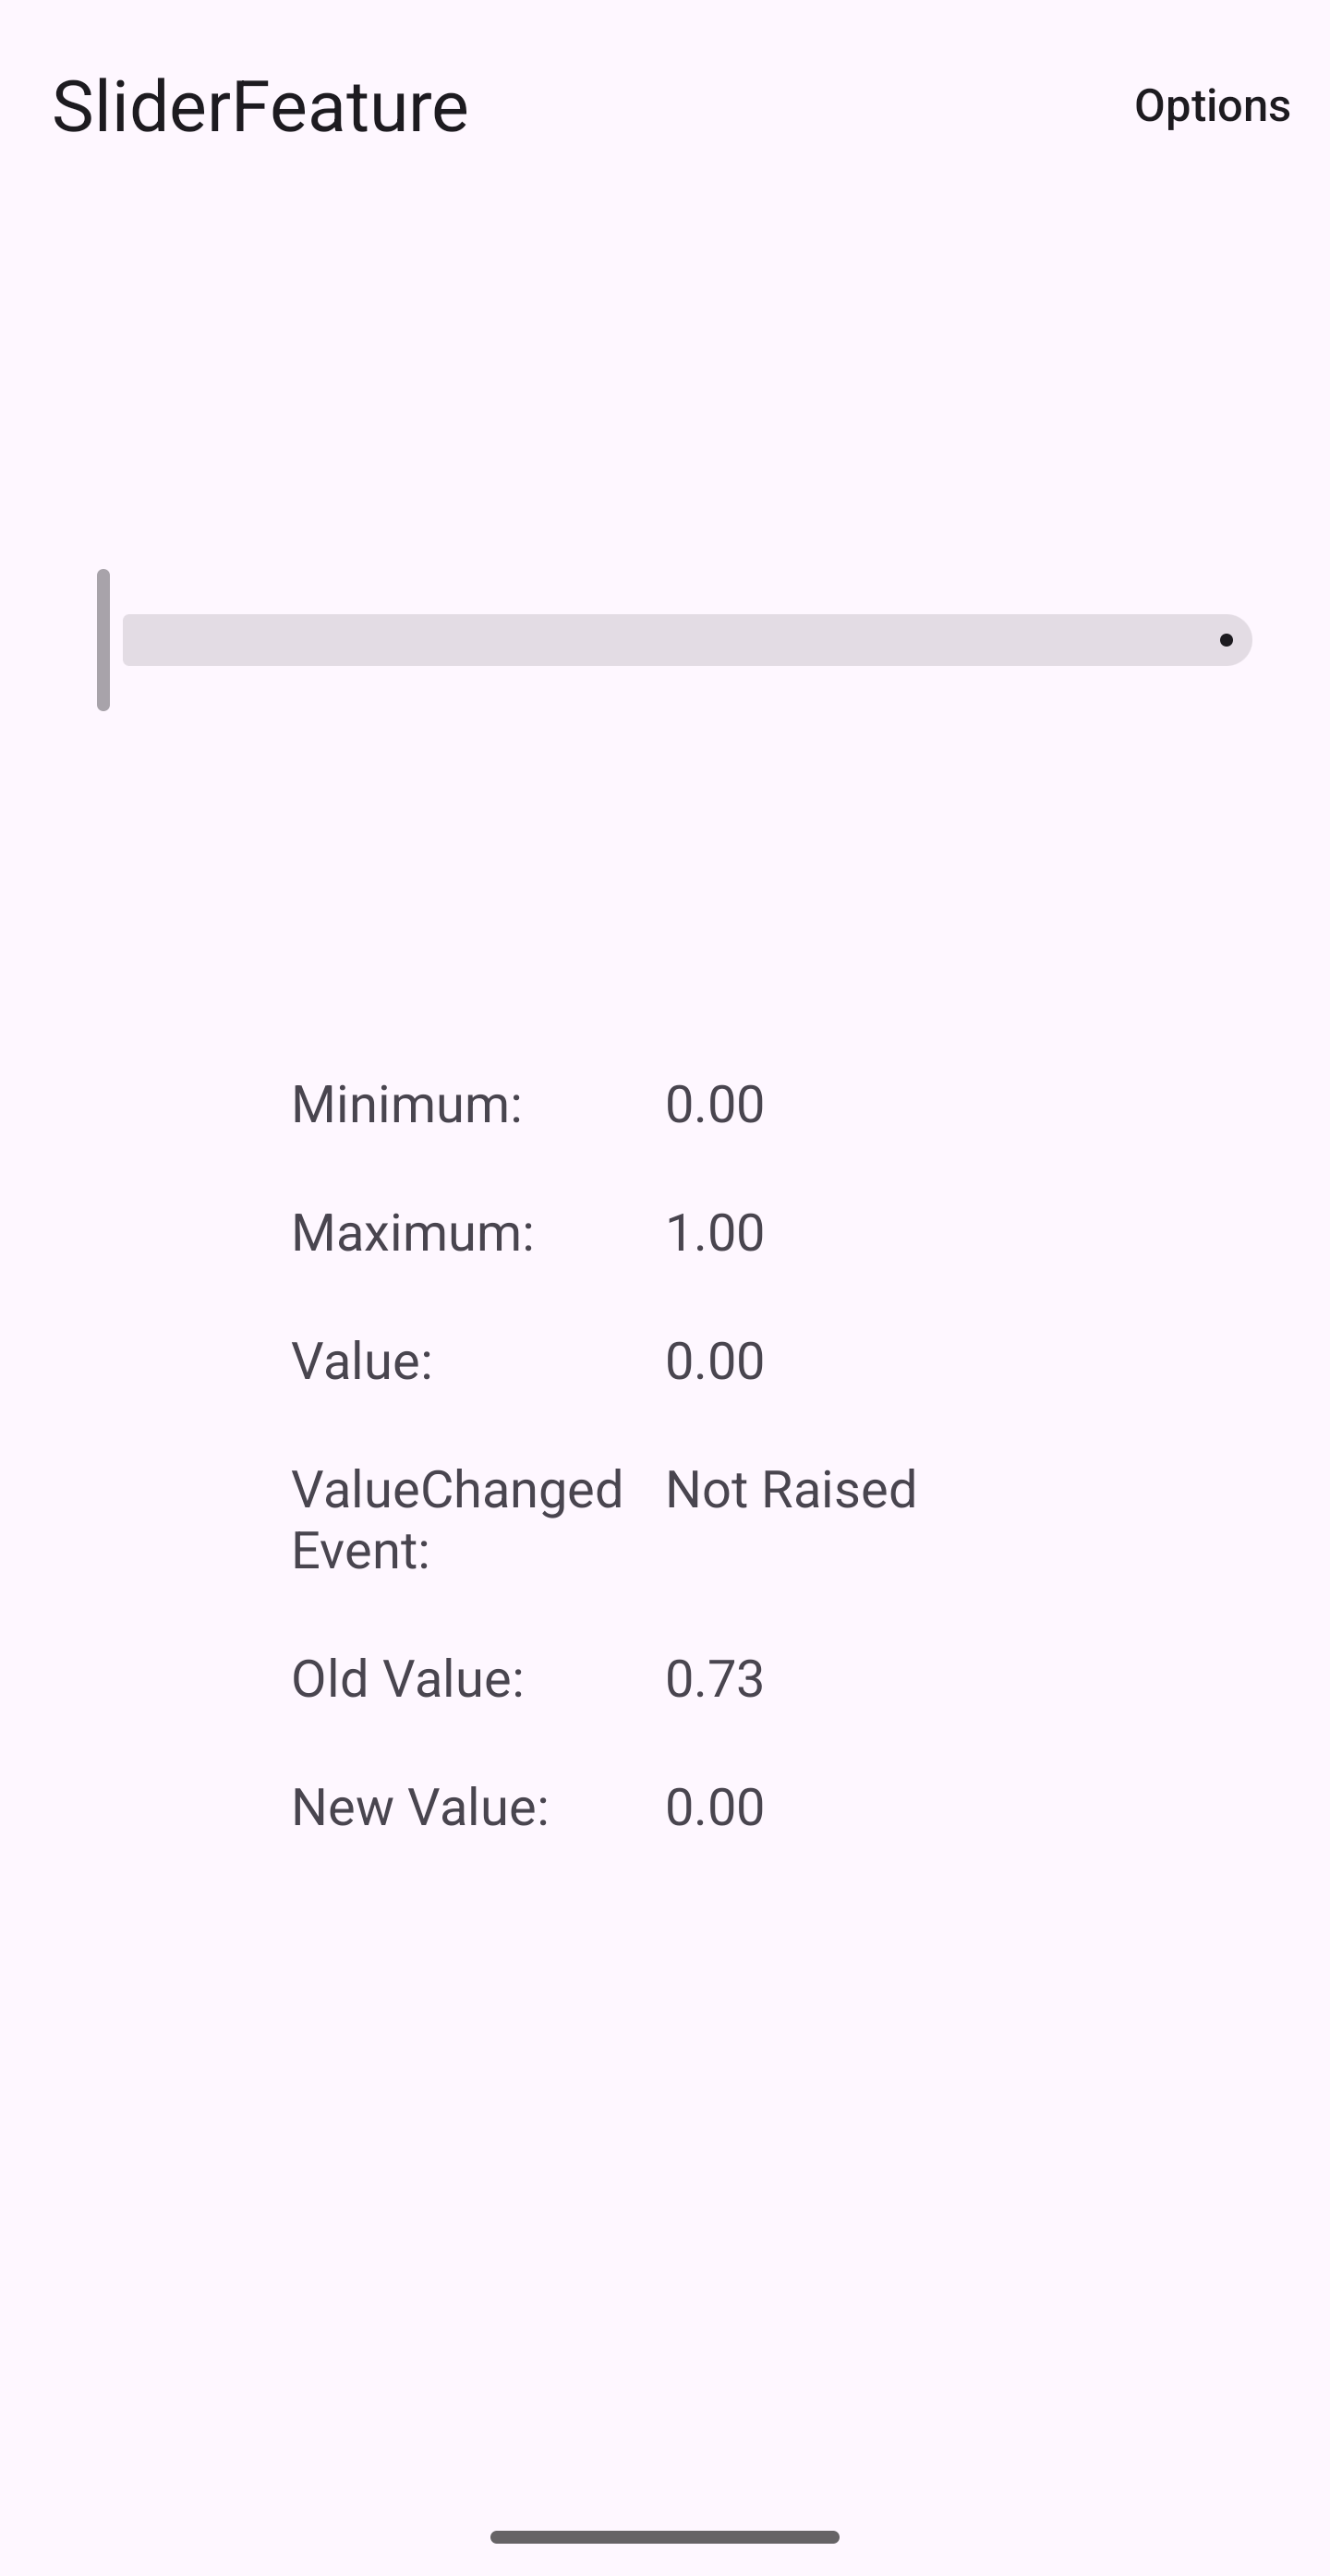 SliderFeature
Options
Minimum: 0.00
Maximum: 1.00
Value: 0.00
ValueChanged Not Raised
Event:
Old Value: 0.73
New Value: 0.00